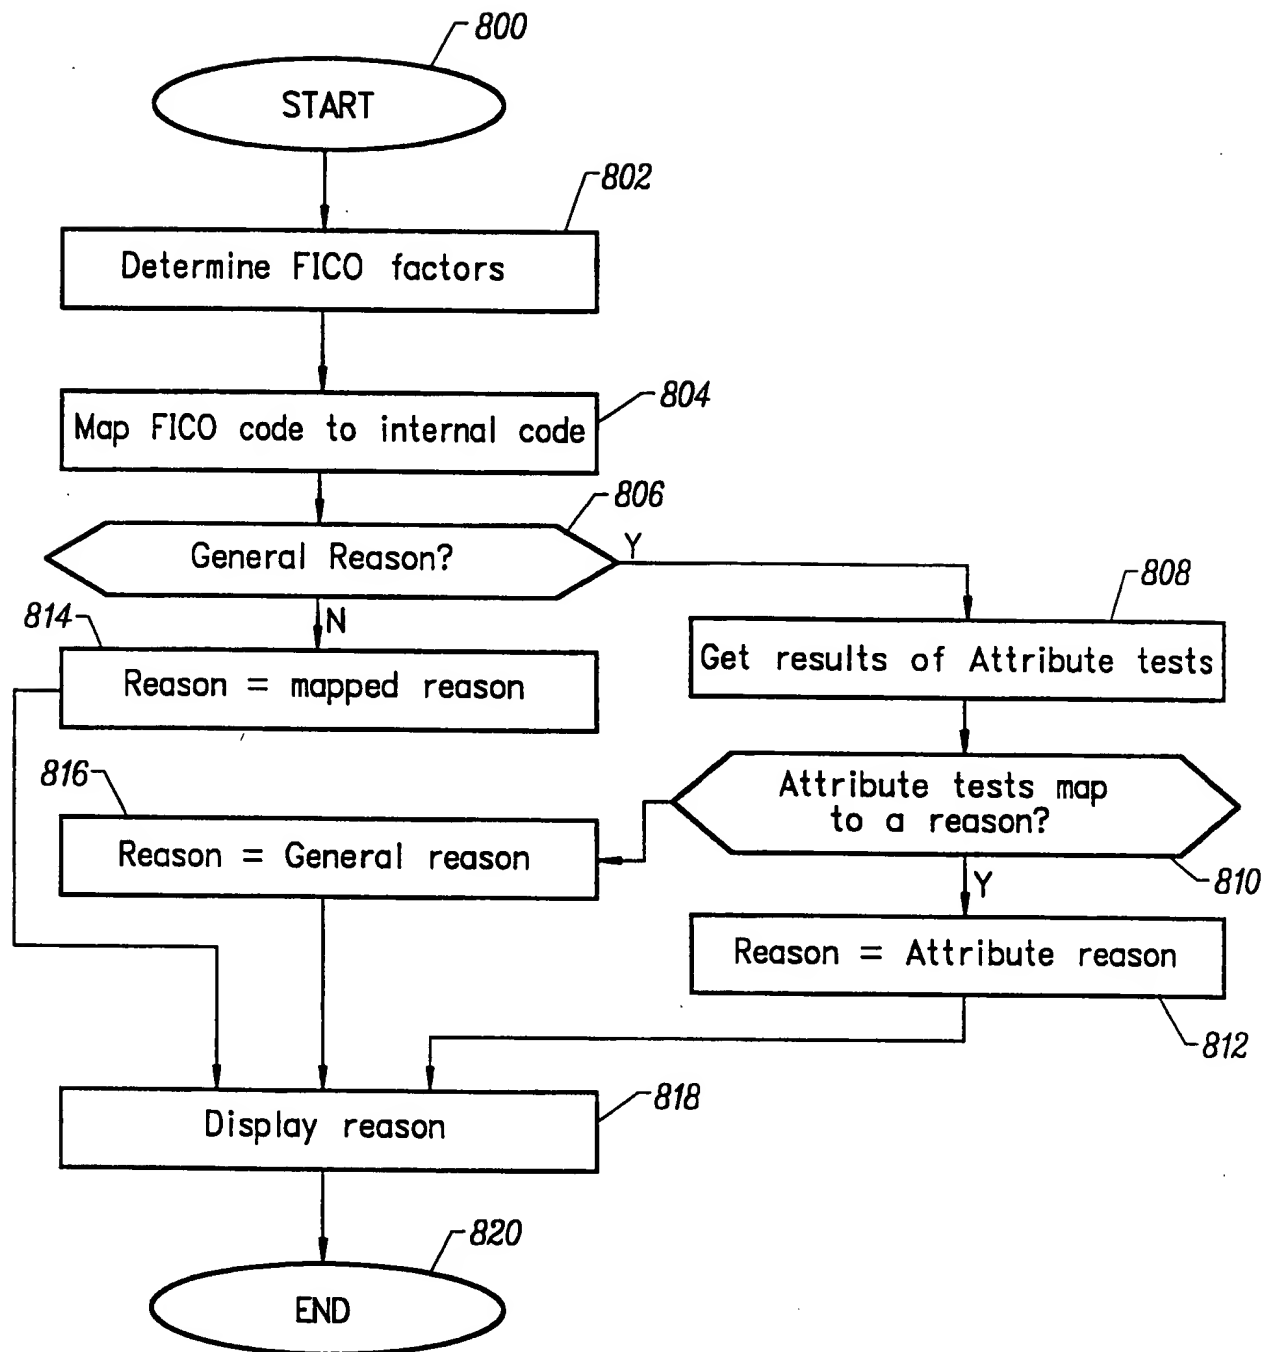 800
START
802
Determine FICO factors
804
Map FICO code to internal code
806
General Reason?
Y
808
N
814
Get results of Attribute tests
Reason = mapped reason
816
Attribute tests map
to a reason?
Reason = General reason
810
Y
Reason = Attribute reason
812
818
Display reason
820
END